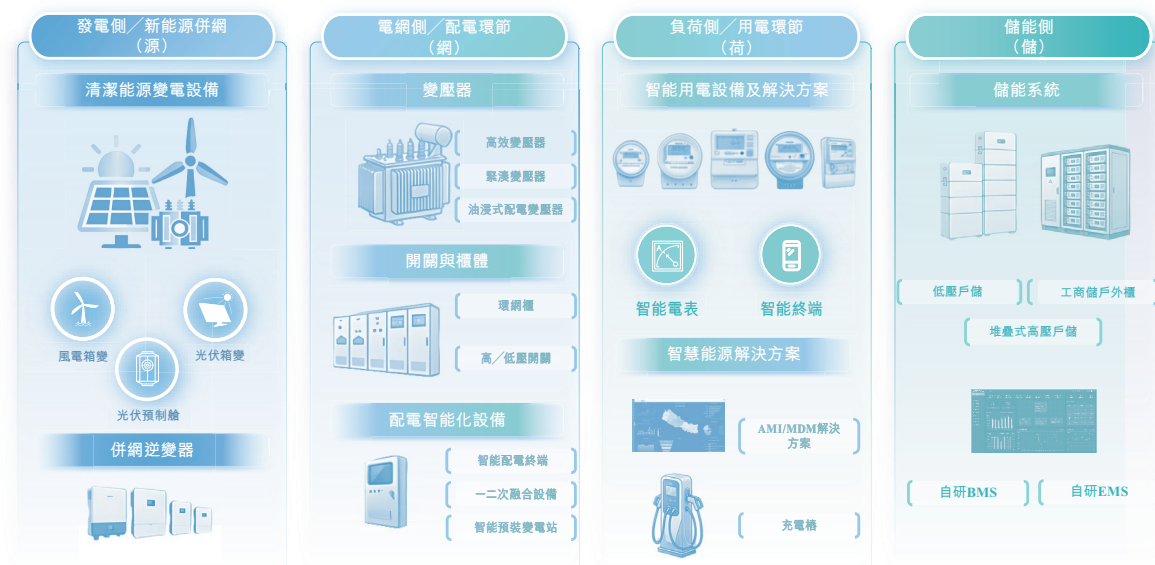 發電側／新能源併網
（源）
清潔能源變電設備
風電箱變
光伏箱變
光伏預制艙
併網逆變器
電網側／配電環節
（網）
變壓器
高效變壓器
緊湊變壓器
油浸式配電變壓器
開關與櫃體
環網櫃
高／低壓開關
配電智能化設備
智能配電終端
一二次融合設備
智能預裝變電站
負荷側／用電環節
（荷）
智能用電設備及解決方案
智能電表
智能終端
智慧能源解決方案
AMI/MDM解決
方案
充電樁
儲能側
（儲）
儲能系統
低壓戶儲
工商儲戶外櫃
堆疊式高壓戶儲
自研BMS
自研EMS